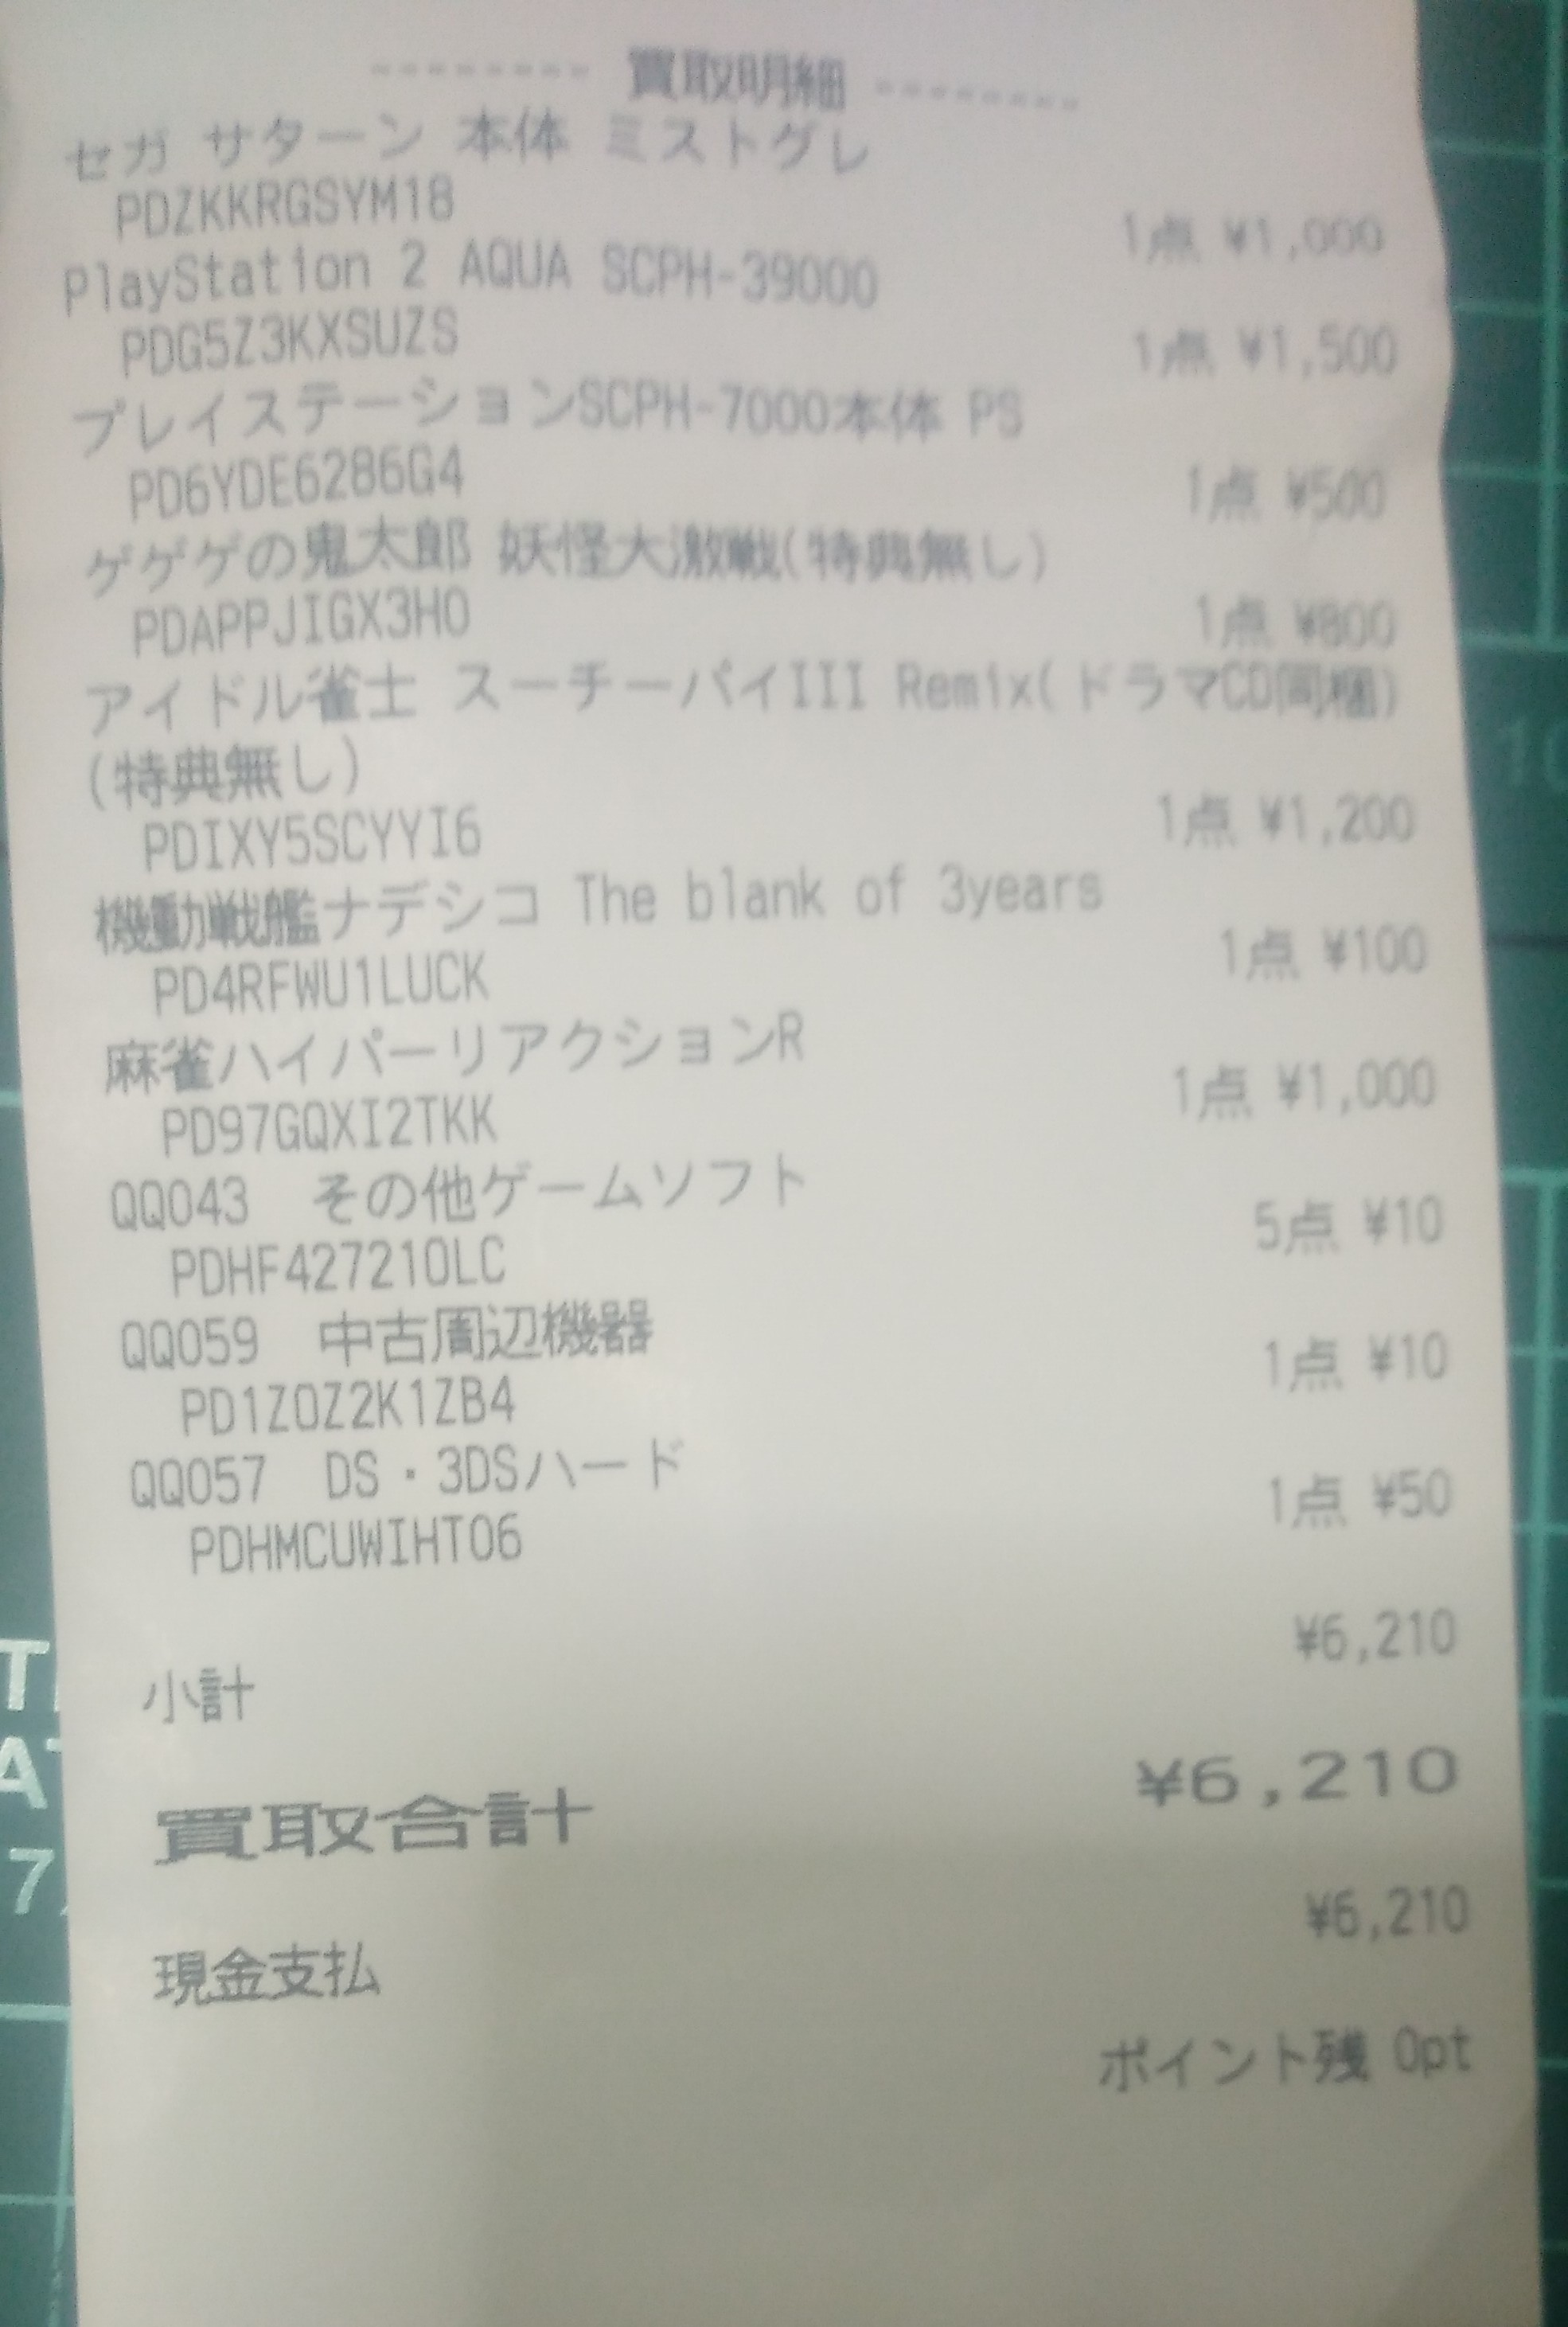 -------- 買取明細 --------
セガ サターン 本体 ミストグレ
PDZKKRGSYM18 1点 ¥1,000
PlayStation 2 AQUA SCPH-39000
PDG5Z3KXSUZS 1点 ¥1,500
プレイステーションSCPH-7000本体 PS
PD6YDE6286G4 1点 ¥500
ゲゲゲの鬼太郎 妖怪大激戦(特典無し)
PDAPPJIGX3HO 1点 ¥800
アイドル雀士 スーチーパイIII Remix(ドラマCD同梱)
(特典無し)
PDIXY5SCYYI6 1点 ¥1,200
機動戦艦ナデシコ The blank of 3years
PD4RFWU1LUCK 1点 ¥100
麻雀ハイパーリアクションR
PD97GQXI2TKK 1点 ¥1,000
QQ043 その他ゲームソフト
PDHF427210LC 5点 ¥10
QQ059 中古周辺機器
PD1Z0Z2K1ZB4 1点 ¥10
QQ057 DS・3DSハード
PDHMCUWIHT06 1点 ¥50
小計 ¥6,210
買取合計 ¥6,210
現金支払 ¥6,210
ポイント残 0pt